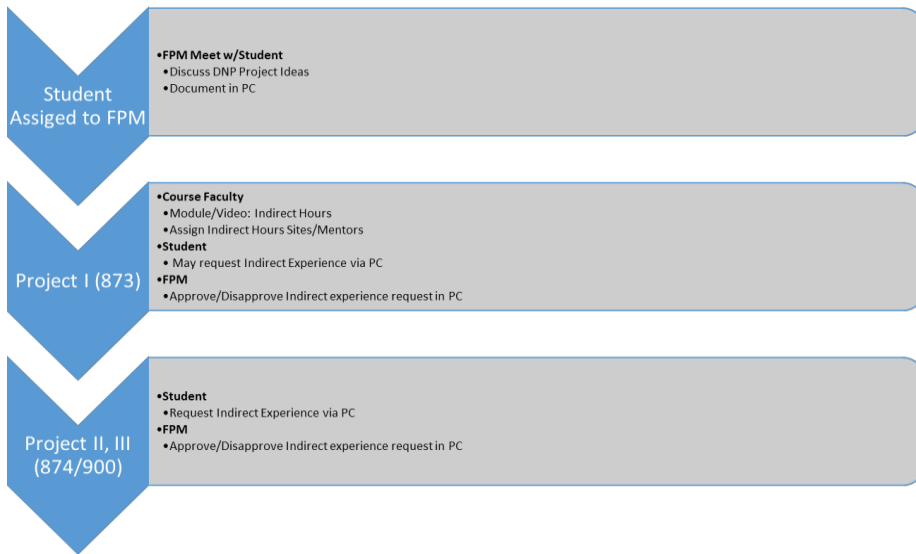 Student
Assiged to FPM
•FPM Meet w/Student
•Discuss DNP Project Ideas
•Document in PC
Project I (873)
•Course Faculty
•Module/Video: Indirect Hours
•Assign Indirect Hours Sites/Mentors
•Student
• May request Indirect Experience via PC
•FPM
•Approve/Disapprove Indirect experience request in PC
Project II, III
(874/900)
•Student
•Request Indirect Experience via PC
•FPM
•Approve/Disapprove Indirect experience request in PC